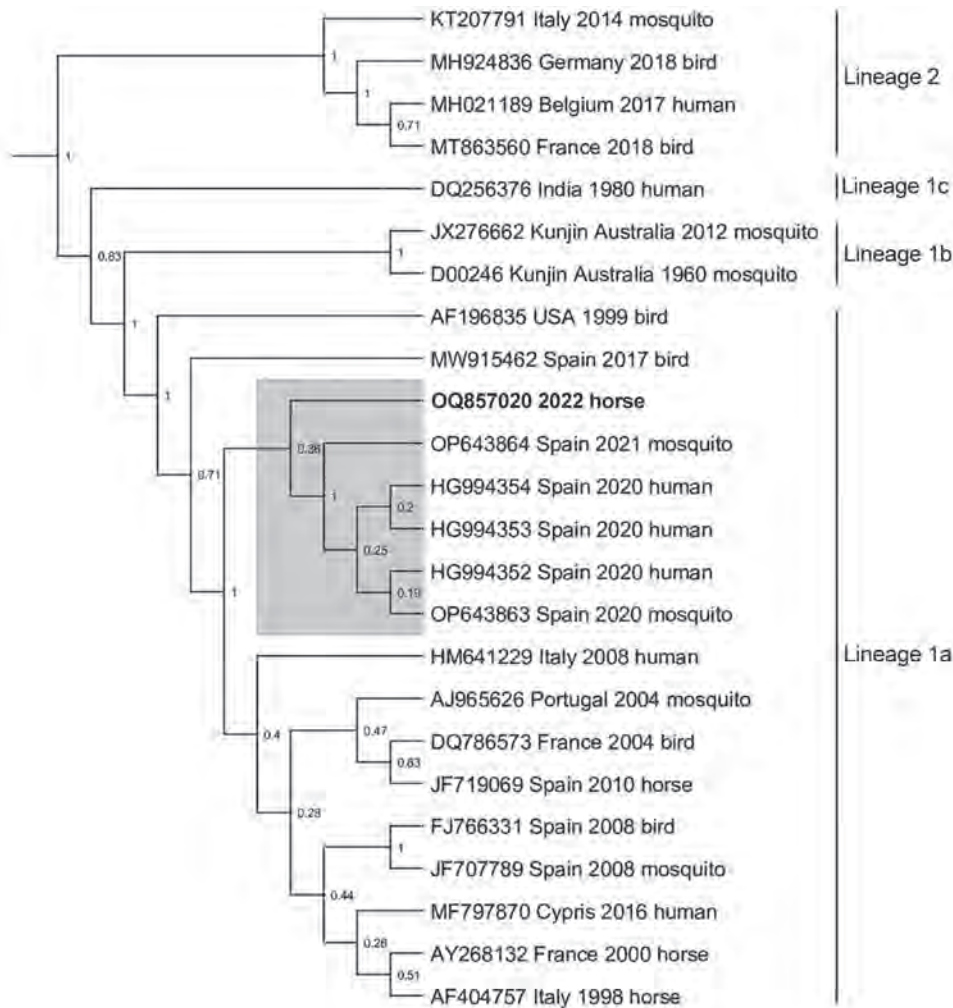 KT207791 Italy 2014 mosquito
1
MH924836 Germany 2018 bird
Lineage 2
1
MH021189 Belgium 2017 human
0.71
MT863560 France 2018 bird
1
DQ256376 India 1980 human
Lineage 1c
JX276662 Kunjin Australia 2012 mosquito
0.83
1
Lineage 1b
D00246 Kunjin Australia 1960 mosquito
AF196835 USA 1999 bird
1
MW915462 Spain 2017 bird
1
OQ857020 2022 horse
OP643864 Spain 2021 mosquito
0.71
HG994354 Spain 2020 human
1
0.2
HG994353 Spain 2020 human
0.25
HG994352 Spain 2020 human
1
0.19
OP643863 Spain 2020 mosquito
HM641229 Italy 2008 human
Lineage 1a
AJ965626 Portugal 2004 mosquito
0.4
0.47
DQ786573 France 2004 bird
JF719069 Spain 2010 horse
0.28
FJ766331 Spain 2008 bird
1
JF707789 Spain 2008 mosquito
0.44
MF797870 Cypris 2016 human
AY268132 France 2000 horse
0.51
AF404757 Italy 1998 horse